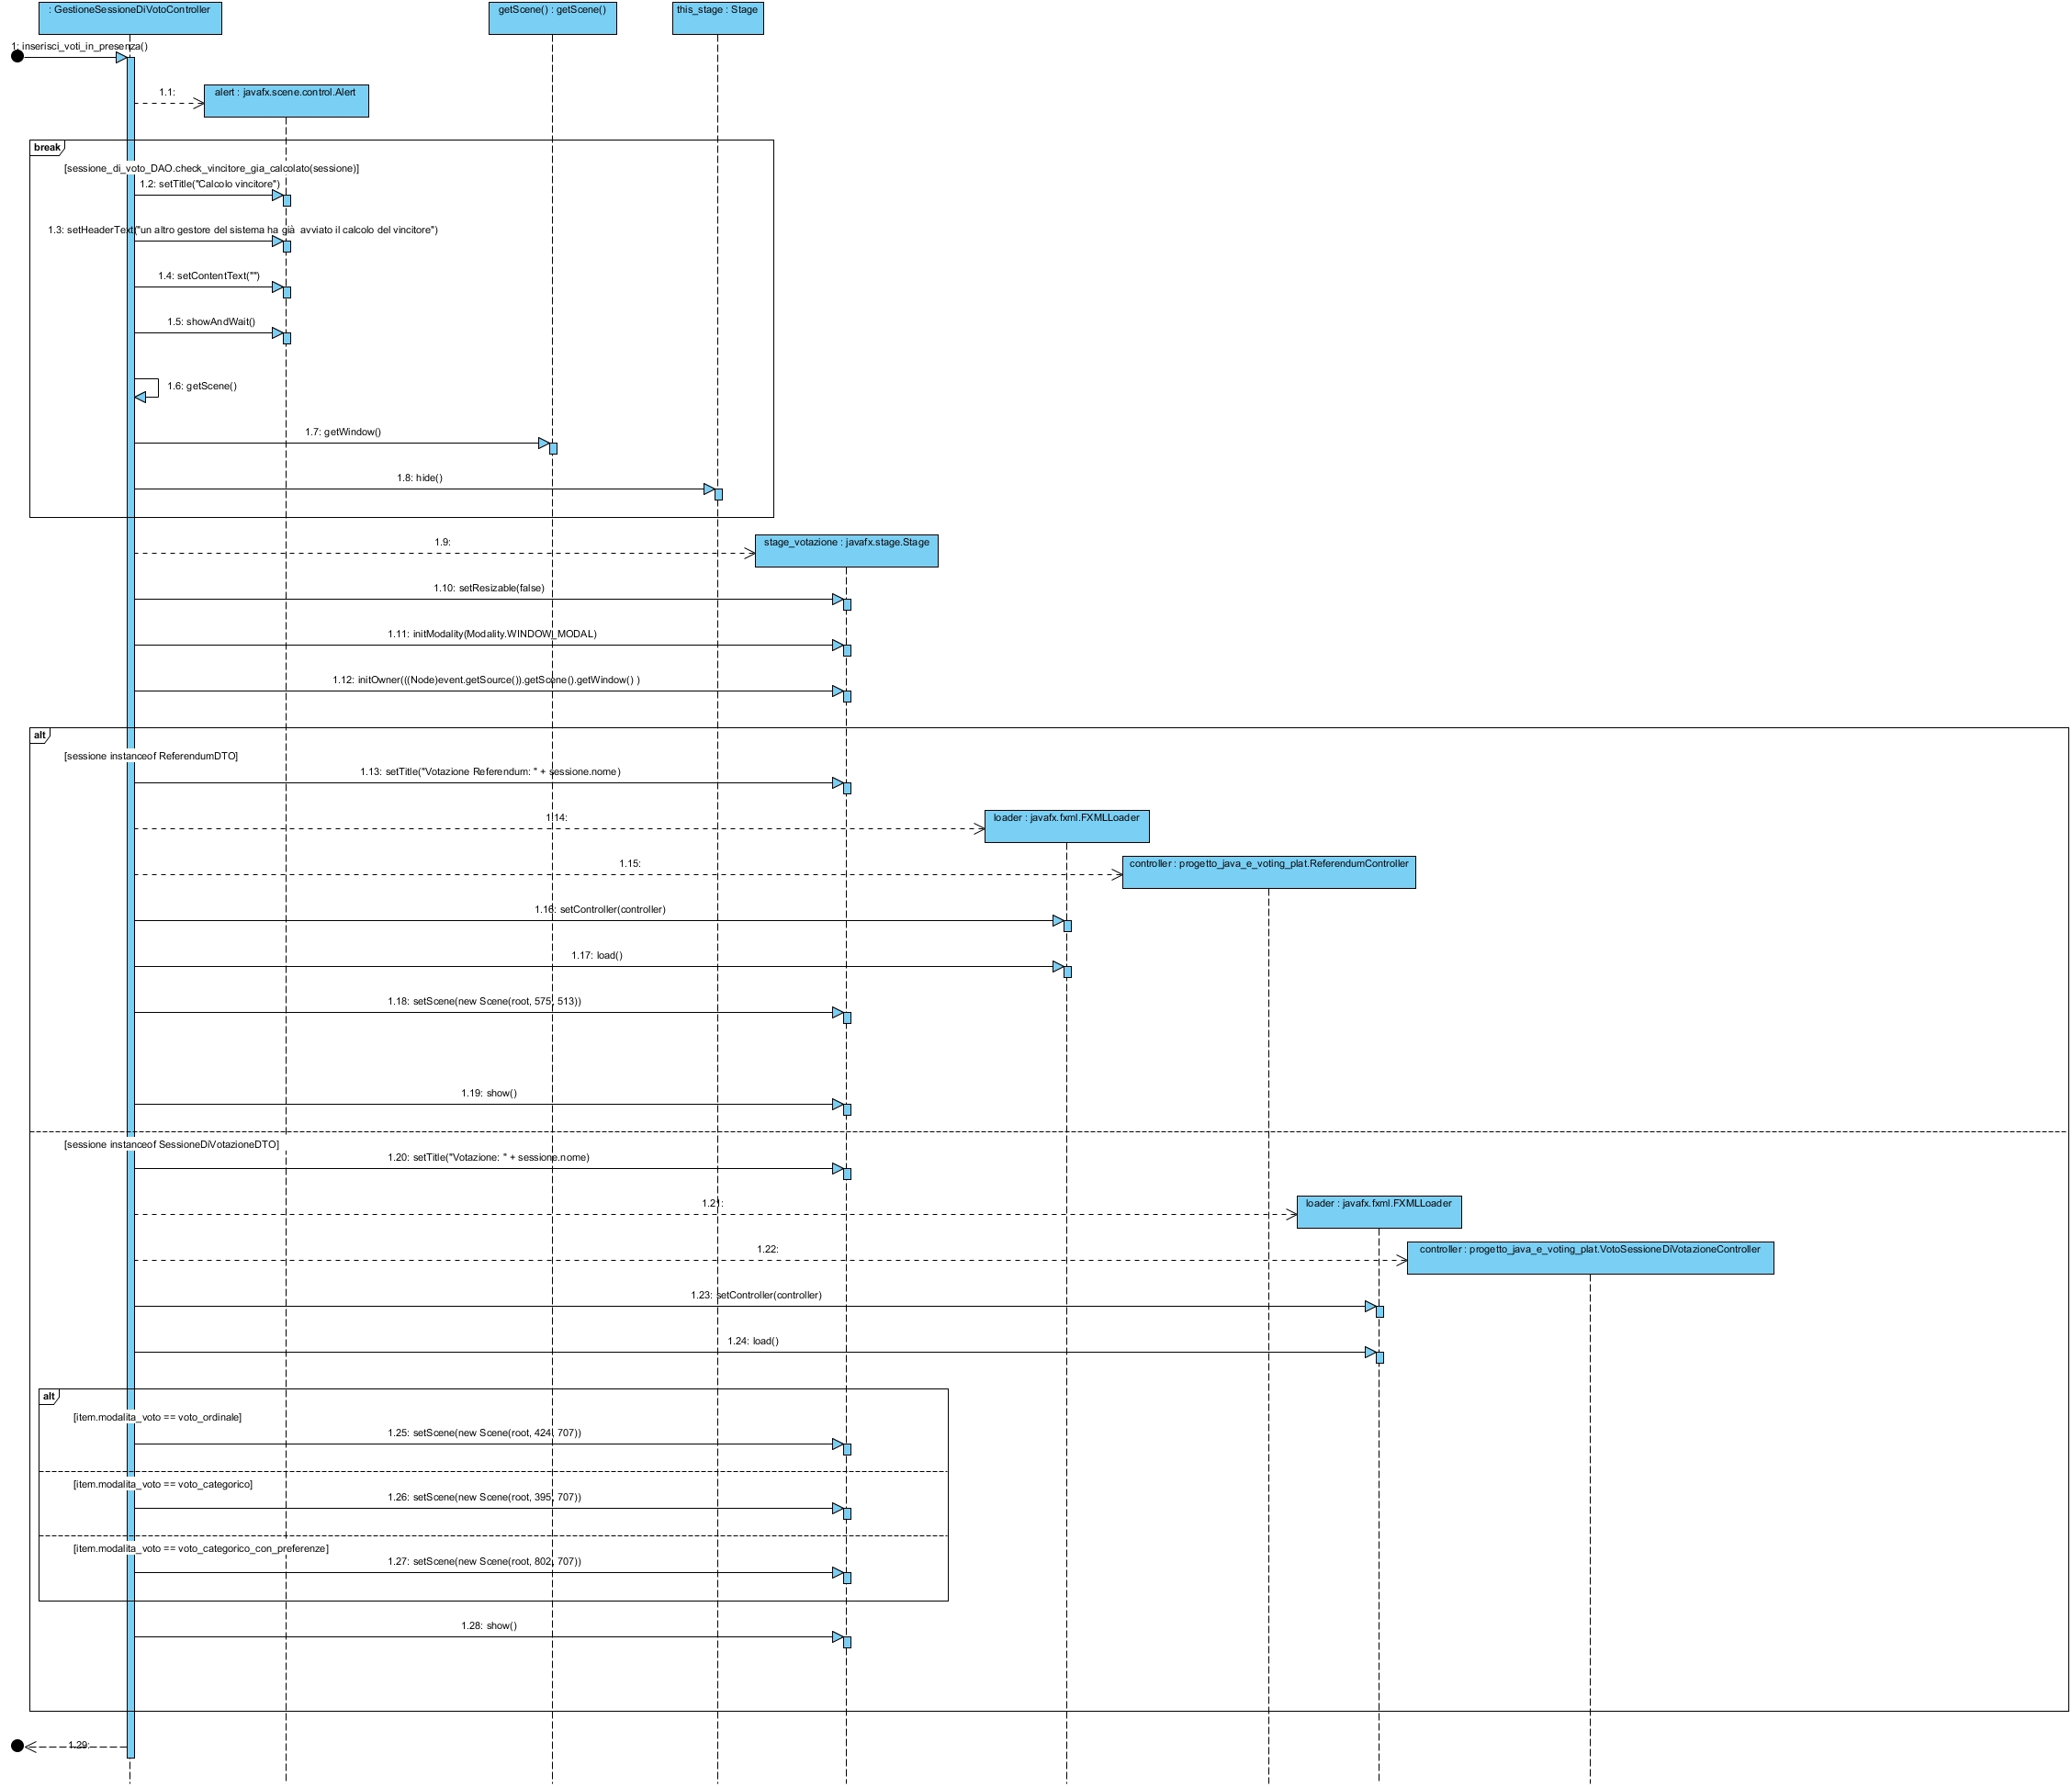 : GestioneSessioneDiVotoController
getScene() : getScene()
this_stage : Stage
1: inserisci_voti_in_presenza()
1.1:
alert : javafx.scene.control.Alert
break
[sessione_di_voto_DAO.check_vincitore_gia_calcolato(sessione)]
1.2: setTitle("Calcolo vincitore")
1.3: setHeaderText("un altro gestore del sistema ha già  avviato il calcolo del vincitore")
1.4: setContentText("")
1.5: showAndWait()
1.6: getScene()
1.7: getWindow()
1.8: hide()
1.9:
stage_votazione : javafx.stage.Stage
1.10: setResizable(false)
1.11: initModality(Modality.WINDOW_MODAL)
1.12: initOwner(((Node)event.getSource()).getScene().getWindow() )
alt
[sessione instanceof ReferendumDTO]
1.13: setTitle("Votazione Referendum: " + sessione.nome)
1.14:
loader : javafx.fxml.FXMLLoader
1.15:
controller : progetto_java_e_voting_plat.ReferendumController
1.16: setController(controller)
1.17: load()
1.18: setScene(new Scene(root, 575, 513))
1.19: show()
[sessione instanceof SessioneDiVotazioneDTO]
1.20: setTitle("Votazione: " + sessione.nome)
1.21:
loader : javafx.fxml.FXMLLoader
1.22:
controller : progetto_java_e_voting_plat.VotoSessioneDiVotazioneController
1.23: setController(controller)
1.24: load()
alt
[item.modalita_voto == voto_ordinale]
1.25: setScene(new Scene(root, 424, 707))
[item.modalita_voto == voto_categorico]
1.26: setScene(new Scene(root, 395, 707))
[item.modalita_voto == voto_categorico_con_preferenze]
1.27: setScene(new Scene(root, 802, 707))
1.28: show()
1.29: